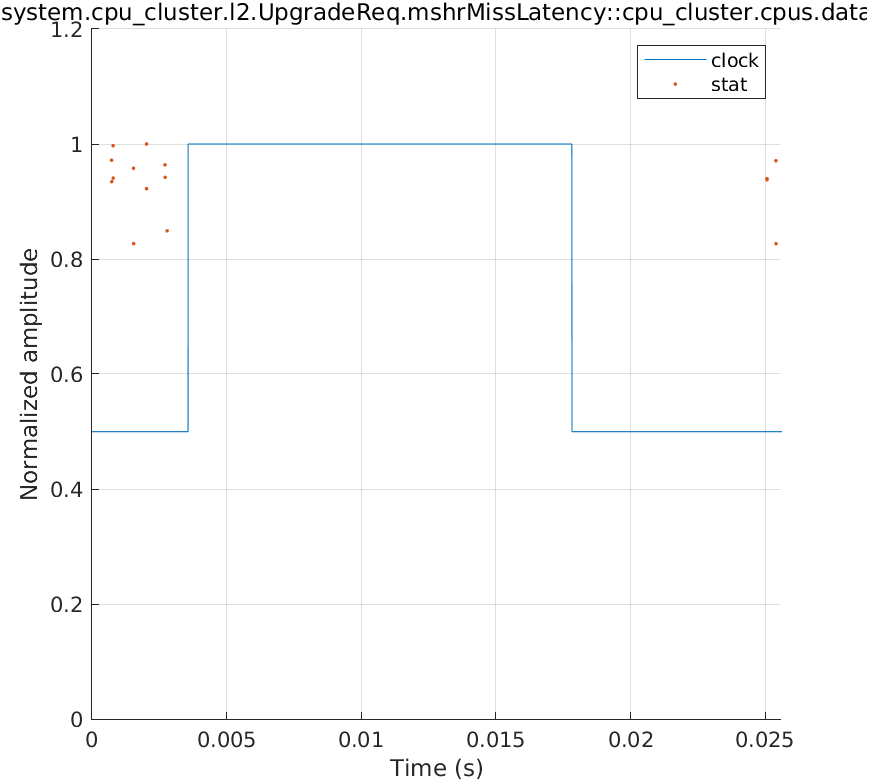 system.cpu_cluster.l2.UpgradeReq.mshrMissLatency::cpu_cluster.cpus.data
1.2
1
0.8
0.6
0.4
0.2
0
Normalized amplitude
clock
stat
0 0.005 0.01 0.015 0.02 0.025
Time (s)